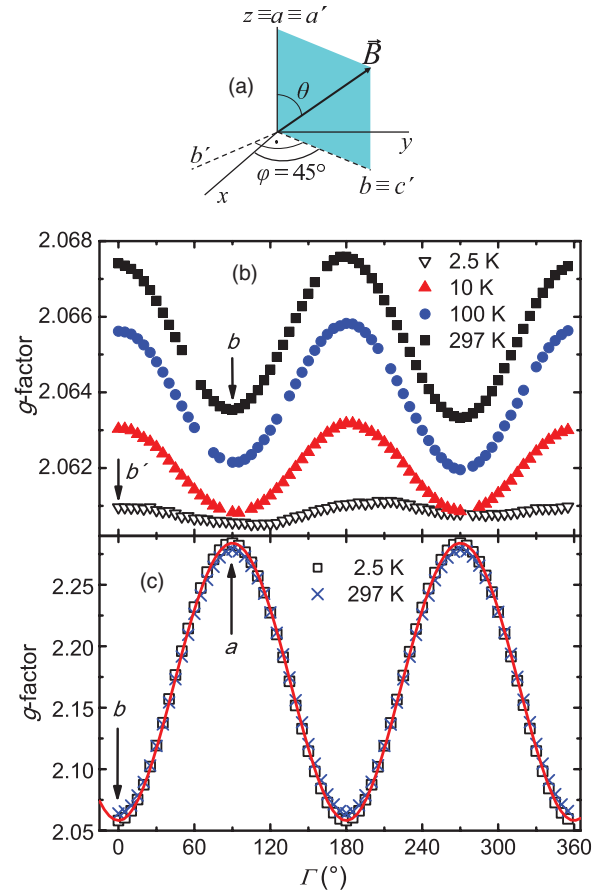 z ≡ a ≡ a′
B⃗
(a)
θ
y
b′
φ = 45°
x
b ≡ c′
2.068
(b)
2.5 K
10 K
100 K
297 K
2.066
b
2.064
g-factor
2.062
b′
2.25
(c)
2.5 K
297 K
2.20
a
g-factor
2.15
b
2.10
2.05
0 60 120 180 240 300 360
Γ (°)